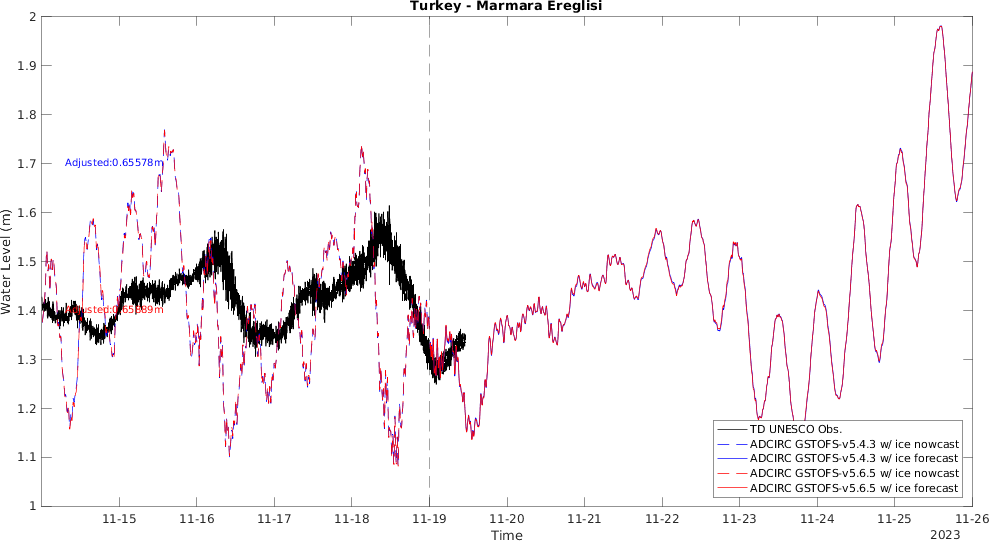 Turkey - Marmara Ereglisi
2
1.9
1.8
1.7
1.6
1.5
1.4
1.3
1.2
1.1
1
Water Level (m)
Adjusted:0.65578m
Adjusted:0.65589m
TD UNESCO Obs.
ADCIRC GSTOFS-v5.4.3 w/ ice nowcast
ADCIRC GSTOFS-v5.4.3 w/ ice forecast
ADCIRC GSTOFS-v5.6.5 w/ ice nowcast
ADCIRC GSTOFS-v5.6.5 w/ ice forecast
11-15 11-16 11-17 11-18 11-19 11-20 11-21 11-22 11-23 11-24 11-25 11-26
Time
2023